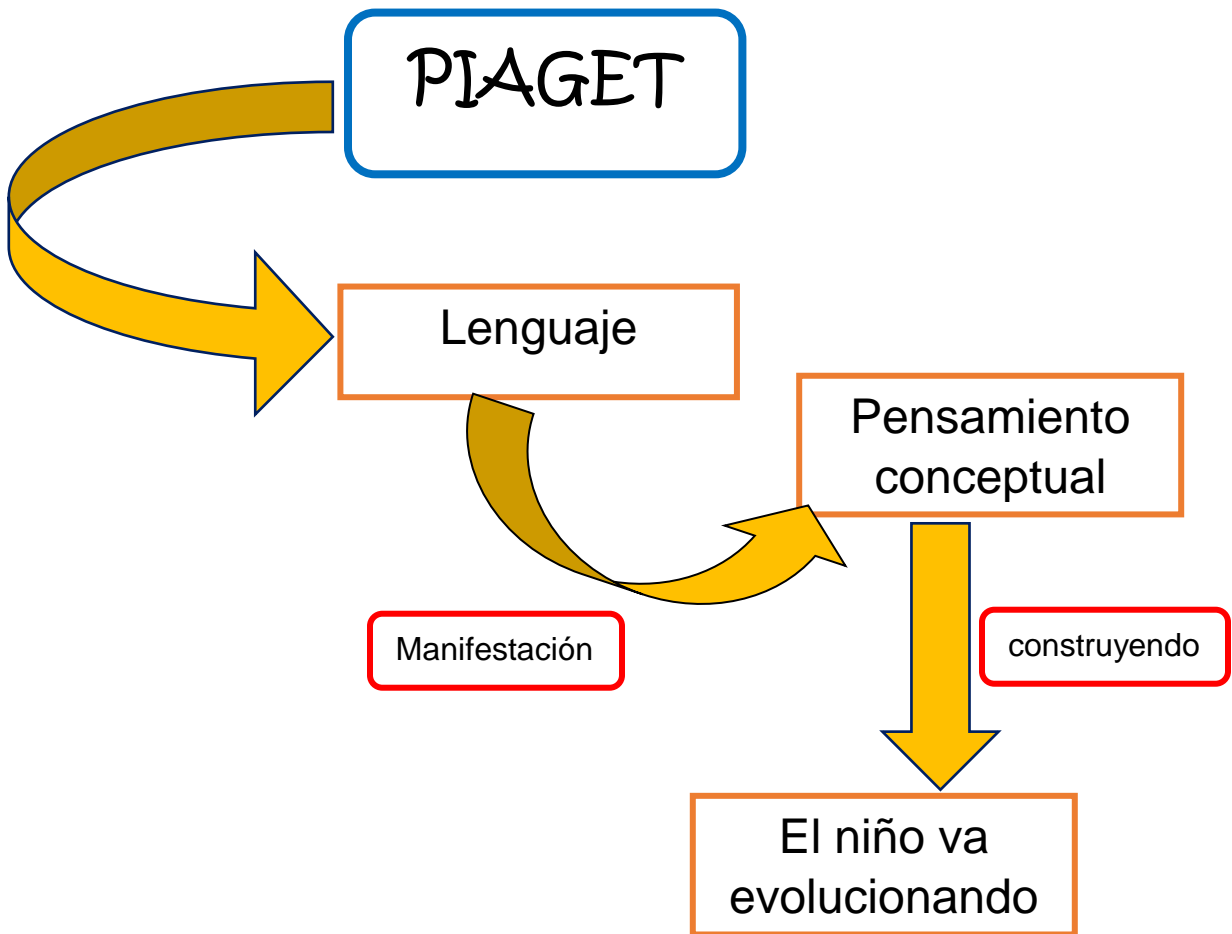 PIAGET
Lenguaje
Pensamiento
conceptual
Manifestación
construyendo
El niño va
evolucionando